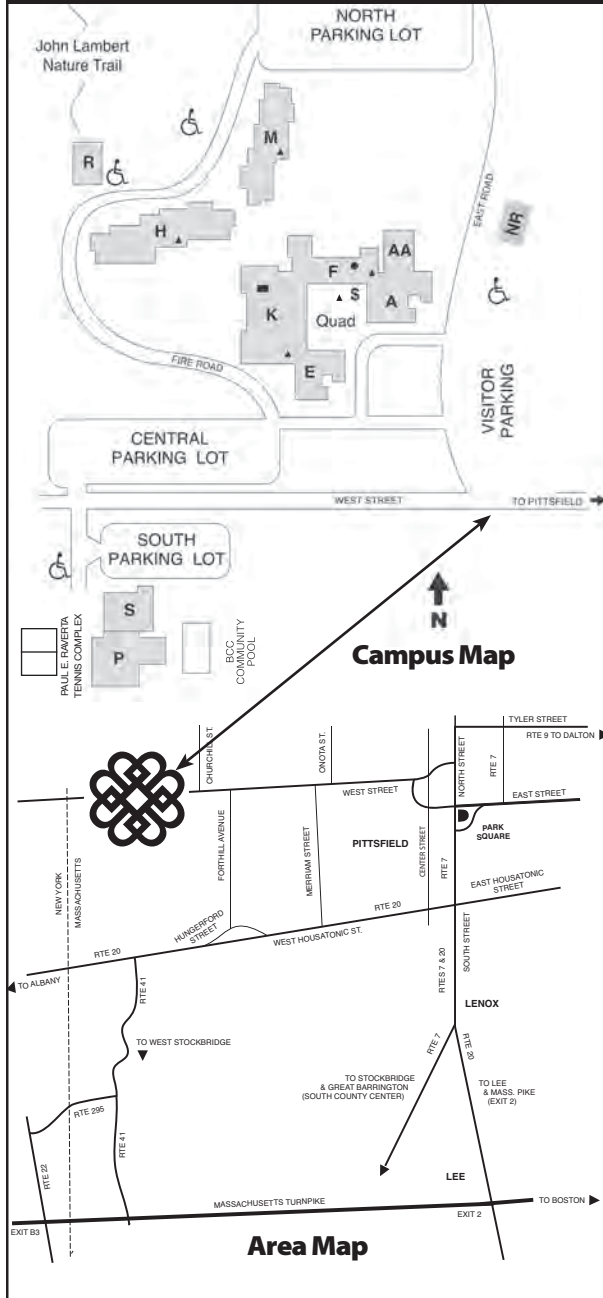 NORTH
PARKING LOT
John Lambert
Nature Trail
M
R
EAST ROAD
NR
H
AA
F
S
A
K
Quad
E
FIRE ROAD
VISITOR
PARKING
CENTRAL
PARKING LOT
WEST STREET
TO PITTSFIELD
SOUTH
PARKING LOT
N
S
P
PAUL E. RAVERTA
TENNIS COMPLEX
BCC
COMMUNITY
POOL
Campus Map
TYLER STREET
RTE 9 TO DALTON
CHURCHILL ST.
ONOTA ST.
NORTH STREET
RTE 7
WEST STREET
EAST STREET
PARK
SQUARE
PITTSFIELD
FORTHILL AVENUE
MERRIAM STREET
CENTER STREET
RTE 7
NEW YORK
MASSACHUSETTS
EAST HOUSATONIC
STREET
RTE 20
HUNGERFORD
STREET
WEST HOUSATONIC ST.
SOUTH STREET
RTE 20
TO ALBANY
RTE 41
RTES 7 & 20
LENOX
TO WEST STOCKBRIDGE
RTE 7
RTE 20
TO STOCKBRIDGE
& GREAT BARRINGTON
(SOUTH COUNTY CENTER)
TO LEE
& MASS. PIKE
(EXIT 2)
RTE 295
RTE 41
RTE 22
LEE
MASSACHUSETTS TURNPIKE
TO BOSTON
EXIT 2
EXIT B3
Area Map